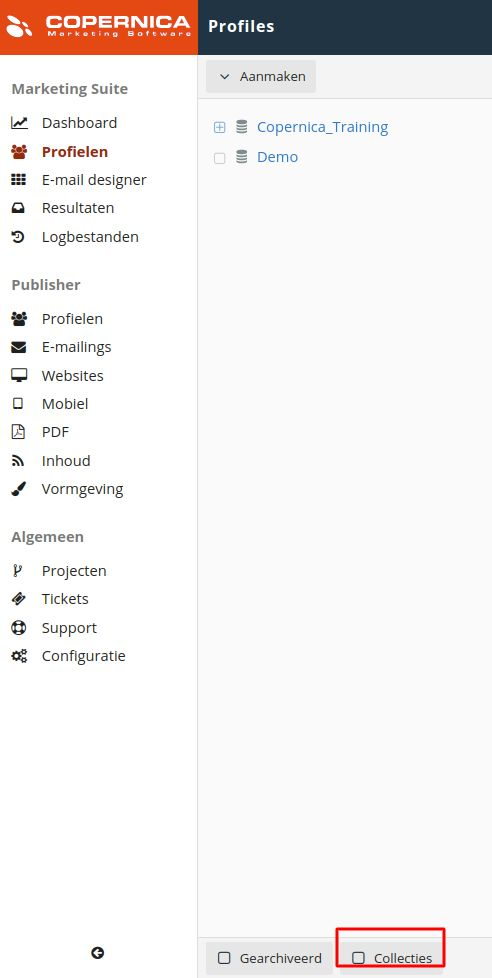 COPERNICA
Marketing Software
Profiles
Aanmaken
Copernica_Training
Demo
Marketing Suite
Dashboard
Profielen
E-mail designer
Resultaten
Logbestanden
Publisher
Profielen
E-mailings
Websites
Mobiel
PDF
Inhoud
Vormgeving
Algemeen
Projecten
Tickets
Support
Configuratie
Gearchiveerd
Collecties